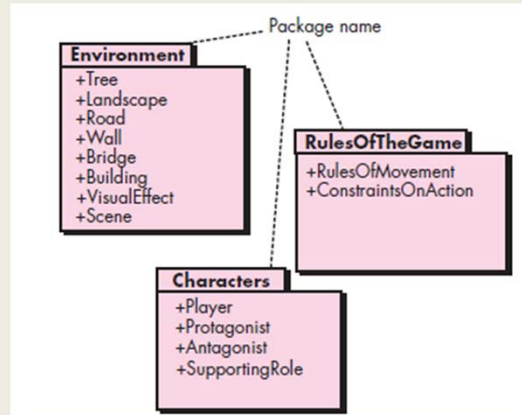 Package name
Environment
+Tree
+Landscape
+Road
+Wall
+Bridge
+Building
+VisualEffect
+Scene
RulesOfTheGame
+RulesOfMovement
+ConstraintsOnAction
Characters
+Player
+Protagonist
+Antagonist
+SupportingRole